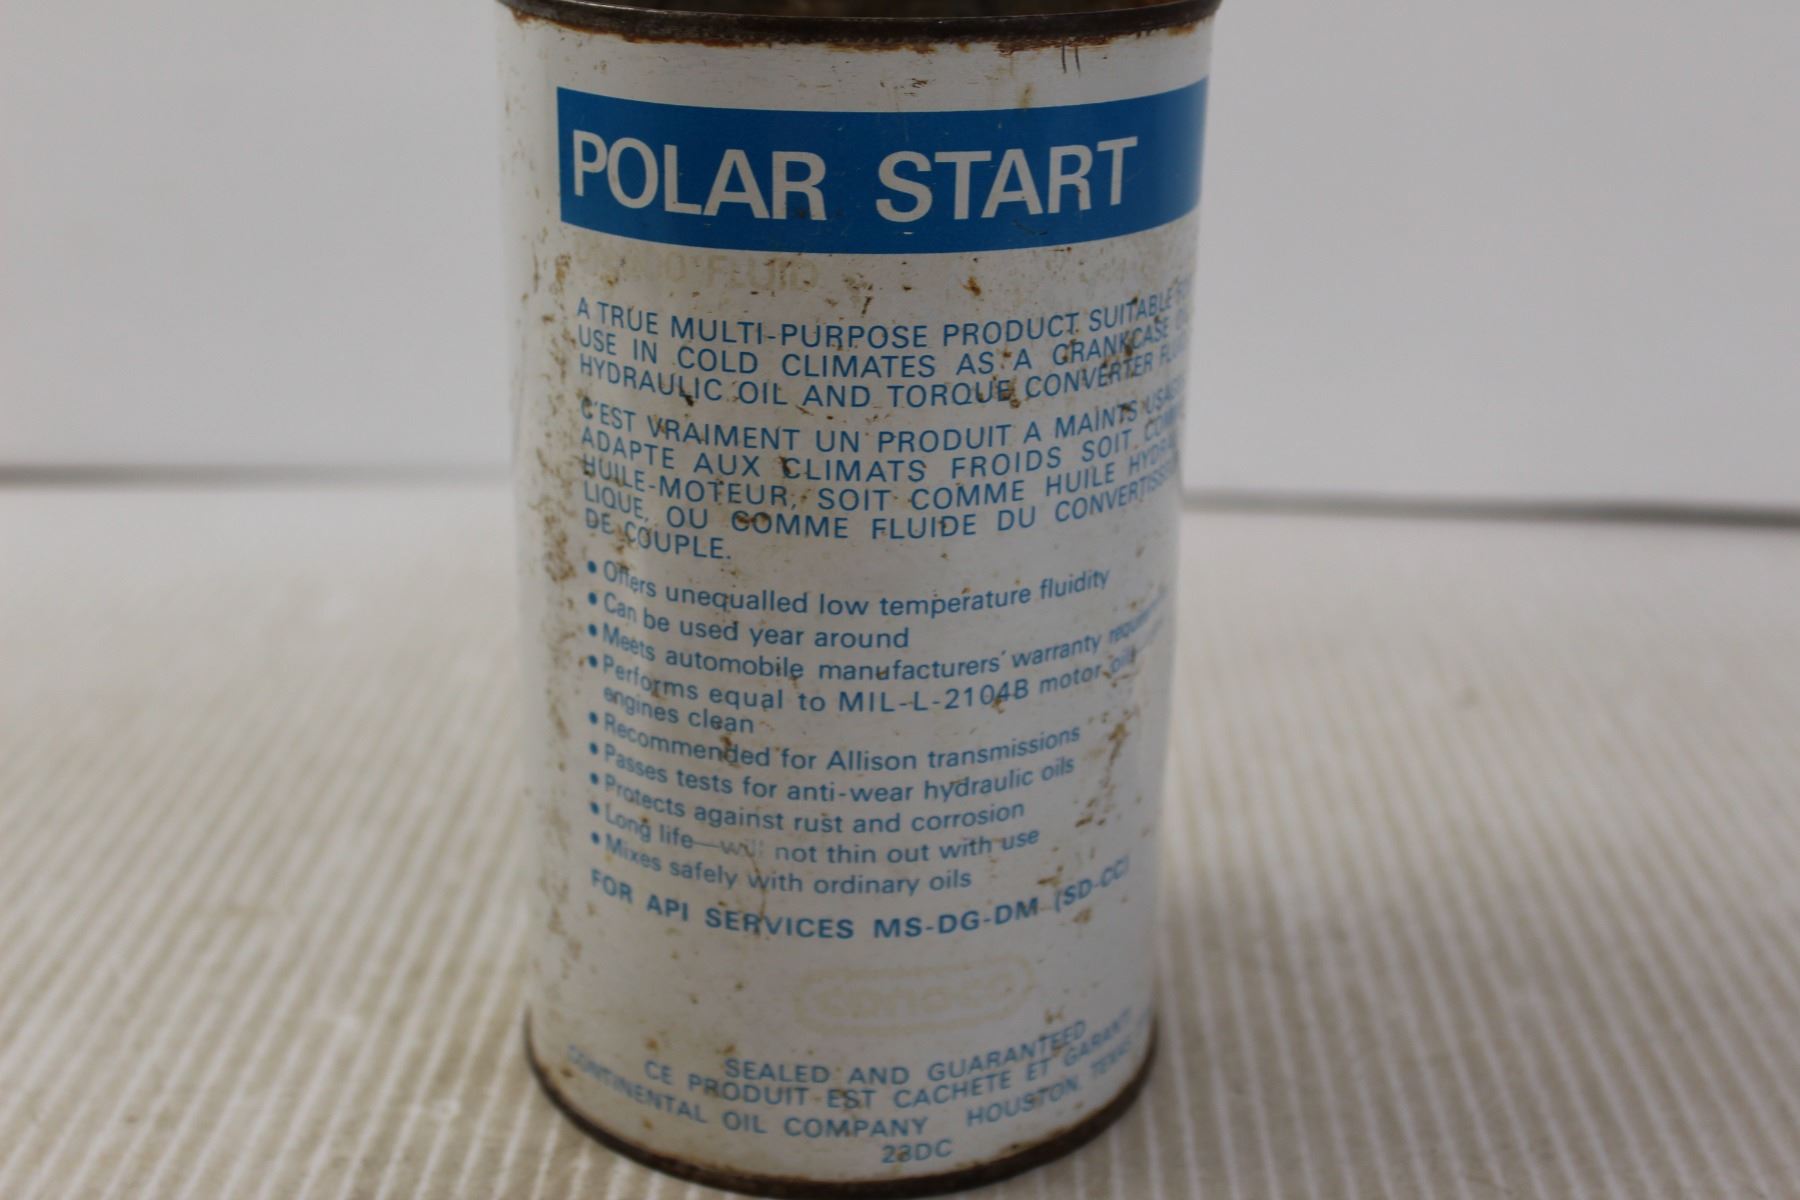 POLAR START
FLUID
A TRUE MULTI-PURPOSE PRODUCT SUITABLE
USE IN COLD CLIMATES AS A CRANKCASE
HYDRAULIC OIL AND TORQUE CONVERTER
C'EST VRAIMENT UN PRODUIT A MAINTS
ADAPTE AUX CLIMATS FROIDS SOIT
HUILE-MOTEUR, SOIT COMME HUILE
LIQUE, OU COMME FLUIDE DU
DE COUPLE.
• Offers unequalled low temperature fluidity
• Can be used year around
• Meets automobile manufacturers' warranty
• Performs equal to MIL-L-2104B motor
engines clean
• Recommended for Allison transmissions
• Passes tests for anti-wear hydraulic oils
• Protects against rust and corrosion
• Long life—will not thin out with use
• Mixes safely with ordinary oils
FOR API SERVICES MS-DG-DM (SD-CC)
conoco
SEALED AND GUARANTEED
CE PRODUIT EST CACHETE ET
CONTINENTAL OIL COMPANY HOUSTON, TEXAS
23DC